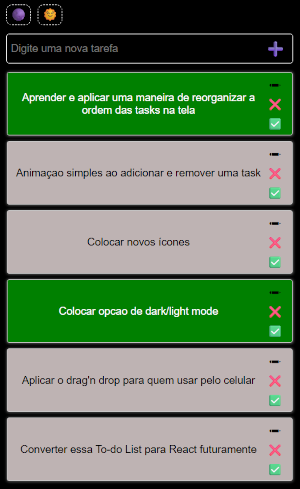 Digite uma nova tarefa
Aprender e aplicar uma maneira de reorganizar a
ordem das tasks na tela
Animaçao simples ao adicionar e remover uma task
Colocar novos ícones
Colocar opcao de dark/light mode
Aplicar o drag'n drop para quem usar pelo celular
Converter essa To-do List para React futuramente